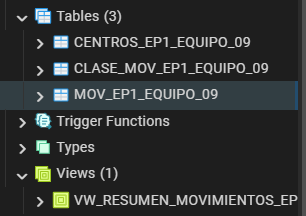 Tables (3)
CENTROS_EP1_EQUIPO_09
CLASE_MOV_EP1_EQUIPO_09
MOV_EP1_EQUIPO_09
Trigger Functions
Types
Views (1)
VW_RESUMEN_MOVIMIENTOS_EP